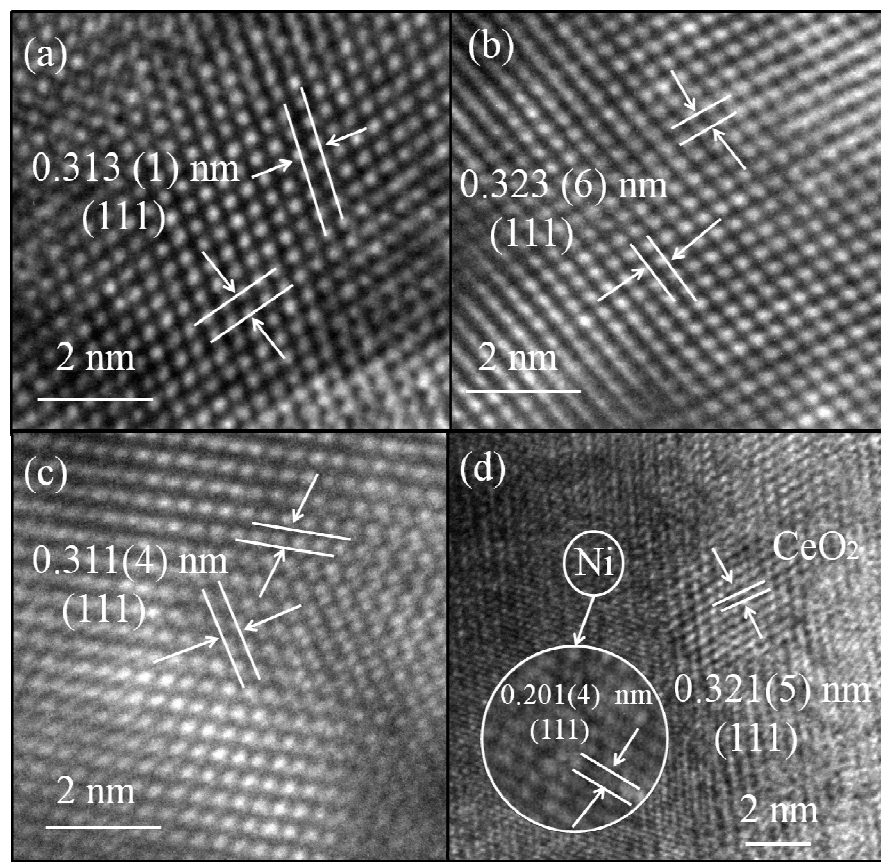 (a)
0.313 (1) nm
(111)
2 nm
(b)
0.323 (6) nm
(111)
2 nm
(c)
0.311(4) nm
(111)
2 nm
(d)
CeO₂
Ni
0.201(4) nm
(111)
0.321(5) nm
(111)
2 nm